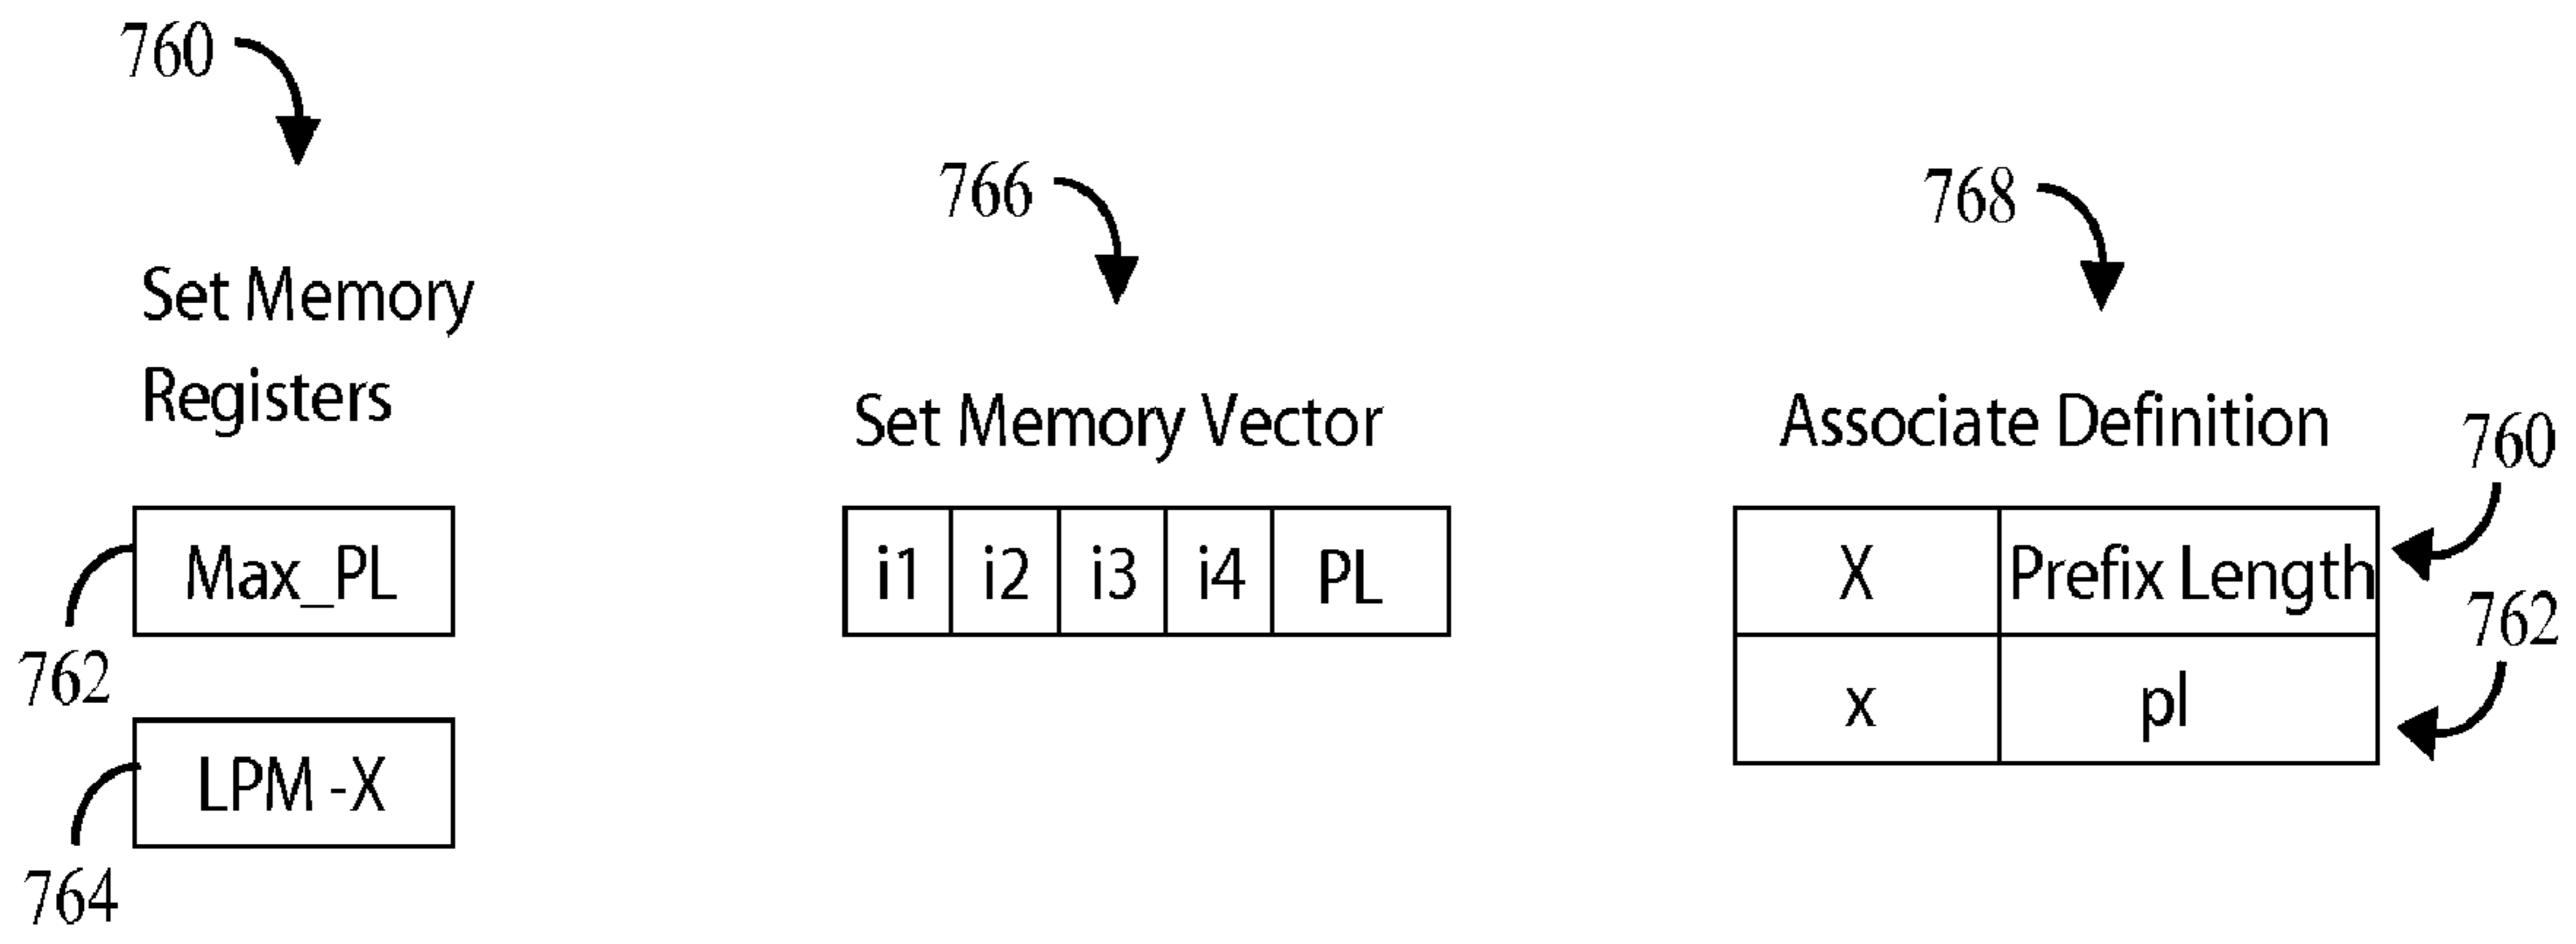 760
Set Memory
Registers
Max_PL
762
LPM -X
764
766
Set Memory Vector
i1 i2 i3 i4 PL
768
Associate Definition
760
X Prefix Length
762
x pl